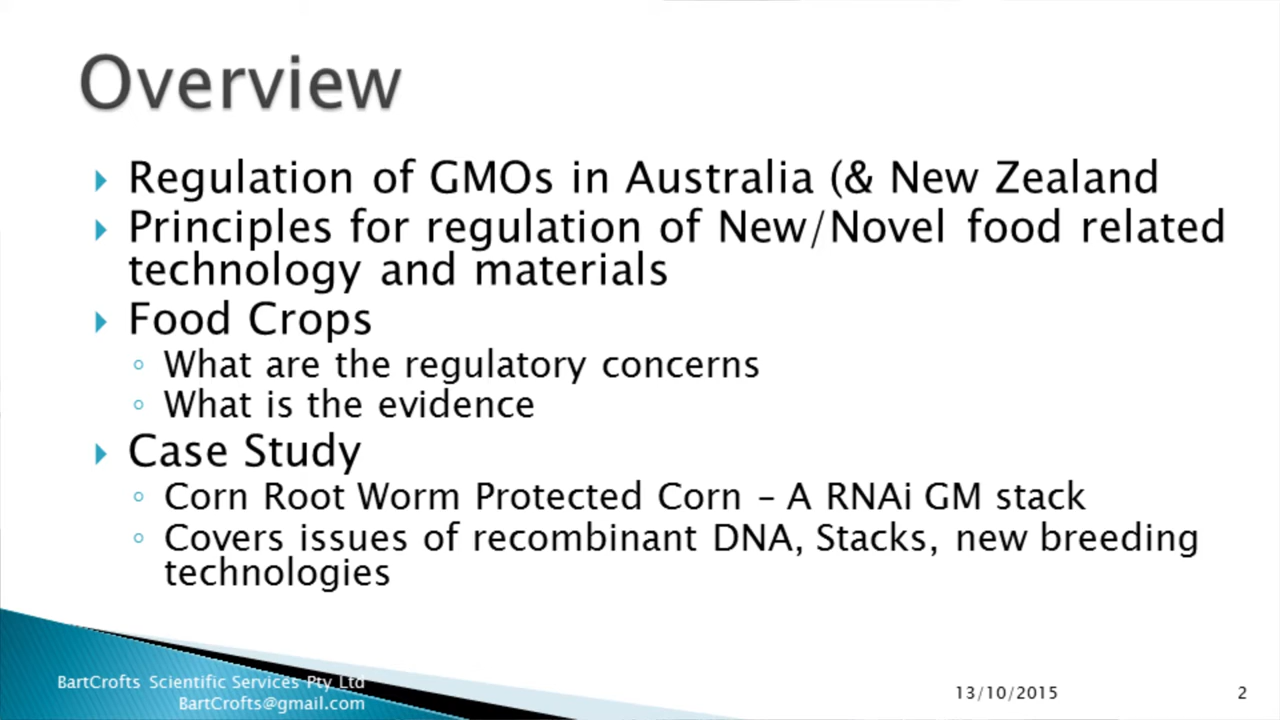 Overview
Regulation of GMOs in Australia (& New Zealand
Principles for regulation of New/Novel food related
technology and materials
Food Crops
What are the regulatory concerns
What is the evidence
Case Study
Corn Root Worm Protected Corn – A RNAi GM stack
Covers issues of recombinant DNA, Stacks, new breeding
technologies
BartCrofts Scientific Services Pty Ltd
BartCrofts@gmail.com
13/10/2015
2